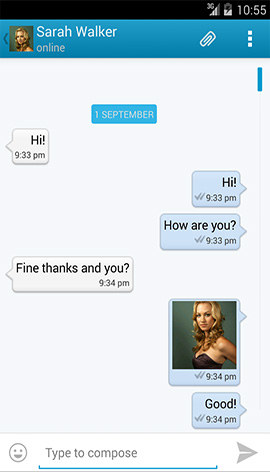 3G 10:55
Sarah Walker
online
1 SEPTEMBER
Hi!
9:33 pm
Hi!
9:33 pm
How are you?
9:33 pm
Fine thanks and you?
9:34 pm
9:34 pm
Good!
9:34 pm
Type to compose